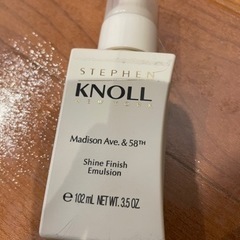 STEPHEN
KNOLL
Madison Ave. & 58TH
Shine Finish
Emulsion
℮ 102 mL NET WT. 3.5 OZ.